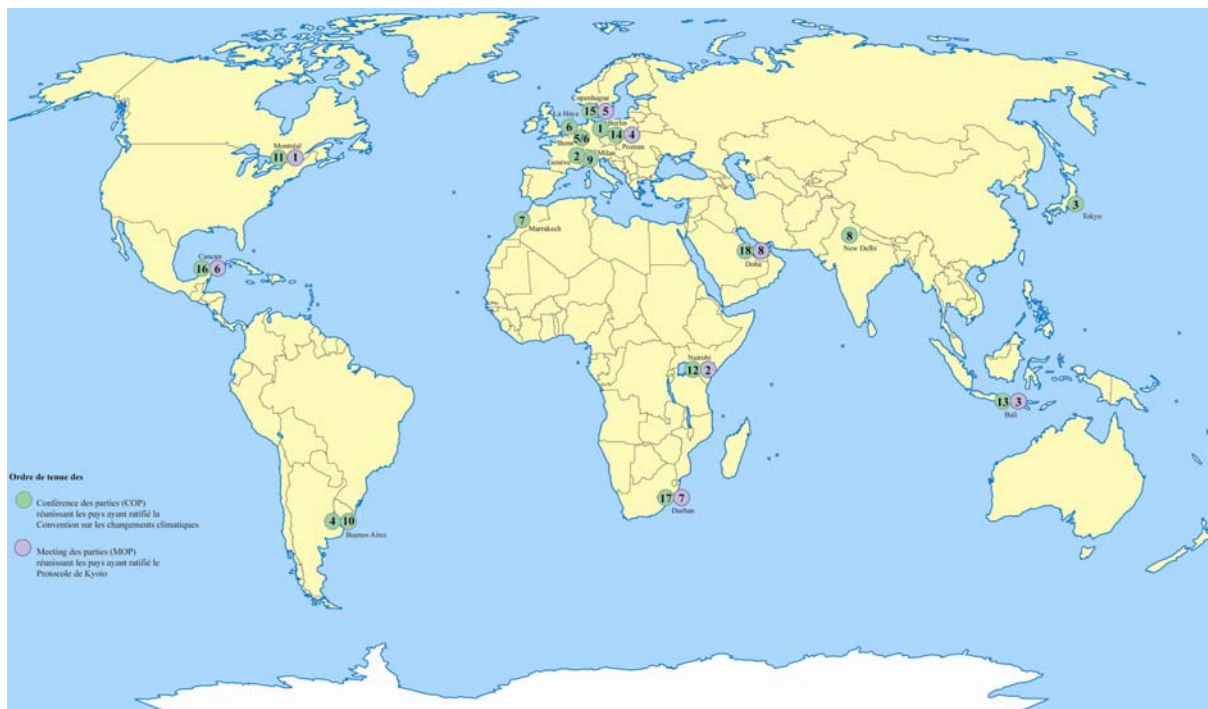 Copenhague
15 5
La Haye
6
Berlin
1
14 4
5/6
Bonn
Poznan
Genève
2 9
Milan
Montréal
11 1
7
Marrakech
3
Tokyo
8
New Delhi
18 8
Doha
Cancun
16 6
Nairobi
12 2
13 3
Bali
17 7
Durban
4 10
Buenos Aires
Ordre de tenue des
Conférence des parties (COP)
réunissant les pays ayant ratifié la
Convention sur les changements climatiques
Meeting des parties (MOP)
réunissant les pays ayant ratifié le
Protocole de Kyoto